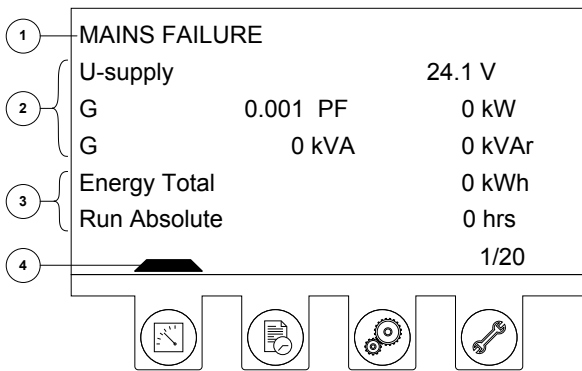 1 MAINS FAILURE
U-supply 24.1 V
2 G 0.001 PF 0 kW
G 0 kVA 0 kVAr
Energy Total 0 kWh
3
Run Absolute 0 hrs
4 1/20